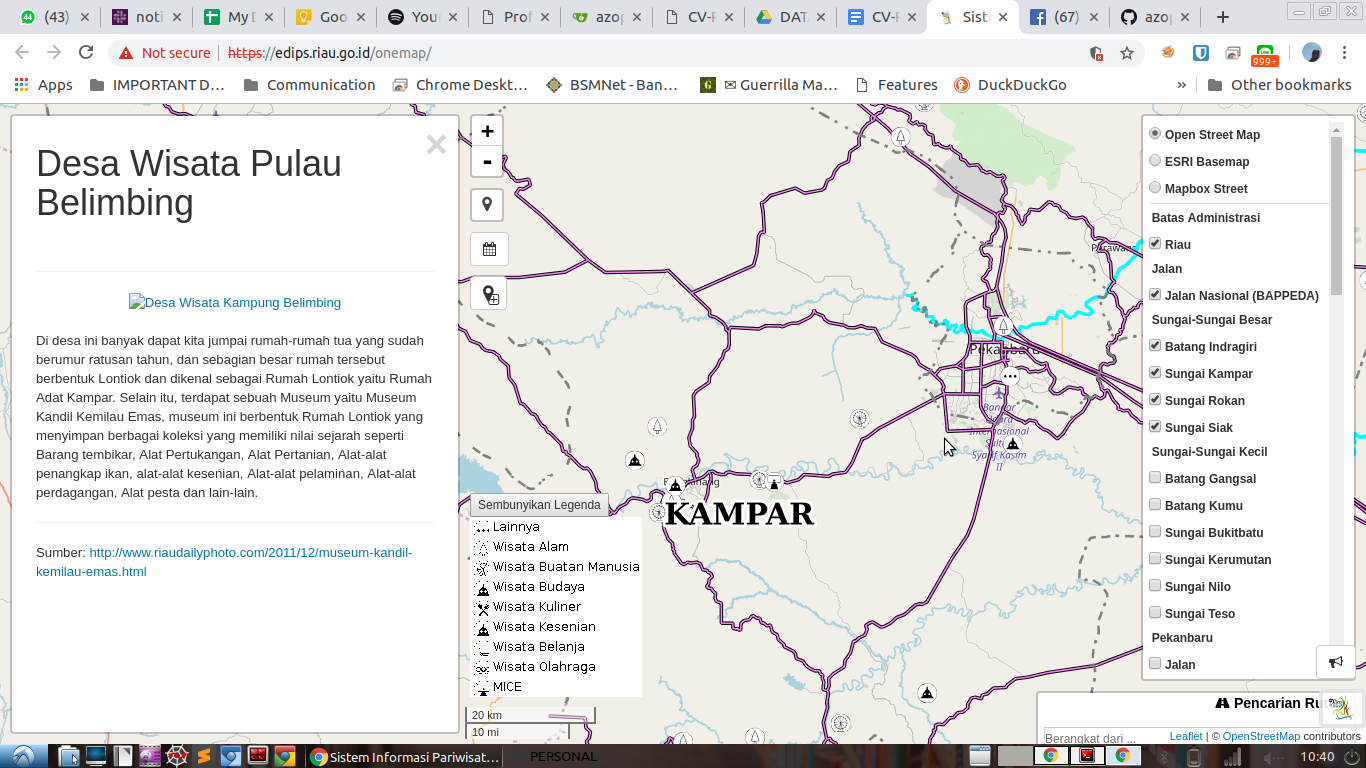 (43)
noti
My D
Goo
Your
Prof
azop
CV-F
DATA
CV-F
Siste
(67)
azop
Not secure https://edips.riau.go.id/onemap/
999+
Apps
IMPORTANT D…
Communication
Chrome Deskt…
BSMNet - Ban…
Guerrilla Ma…
Features
DuckDuckGo
»
Other bookmarks
Desa Wisata Pulau
Belimbing
×
Desa Wisata Kampung Belimbing
Di desa ini banyak dapat kita jumpai rumah-rumah tua yang sudah
berumur ratusan tahun, dan sebagian besar rumah tersebut
berbentuk Lontiok dan dikenal sebagai Rumah Lontiok yaitu Rumah
Adat Kampar. Selain itu, terdapat sebuah Museum yaitu Museum
Kandil Kemilau Emas, museum ini berbentuk Rumah Lontiok yang
menyimpan berbagai koleksi yang memiliki nilai sejarah seperti
Barang tembikar, Alat Pertukangan, Alat Pertanian, Alat-alat
penangkap ikan, alat-alat kesenian, Alat-alat pelaminan, Alat-alat
perdagangan, Alat pesta dan lain-lain.
Sumber: http://www.riaudailyphoto.com/2011/12/museum-kandil-
kemilau-emas.html
+
-
Pekanbaru
Bandar
Udara
Internasional
Sultan
Syarif Kasim
II
KAMPAR
Sembunyikan Legenda
Lainnya
Wisata Alam
Wisata Buatan Manusia
Wisata Budaya
Wisata Kuliner
Wisata Kesenian
Wisata Belanja
Wisata Olahraga
MICE
20 km
10 mi
Open Street Map
ESRI Basemap
Mapbox Street
Batas Administrasi
Riau
Jalan
Jalan Nasional (BAPPEDA)
Sungai-Sungai Besar
Batang Indragiri
Sungai Kampar
Sungai Rokan
Sungai Siak
Sungai-Sungai Kecil
Batang Gangsal
Batang Kumu
Sungai Bukitbatu
Sungai Kerumutan
Sungai Nilo
Sungai Teso
Pekanbaru
Jalan
Pencarian Ru
Berangkat dari ...
Leaflet | © OpenStreetMap contributors
Sistem Informasi Pariwisat…
PERSONAL
10:40